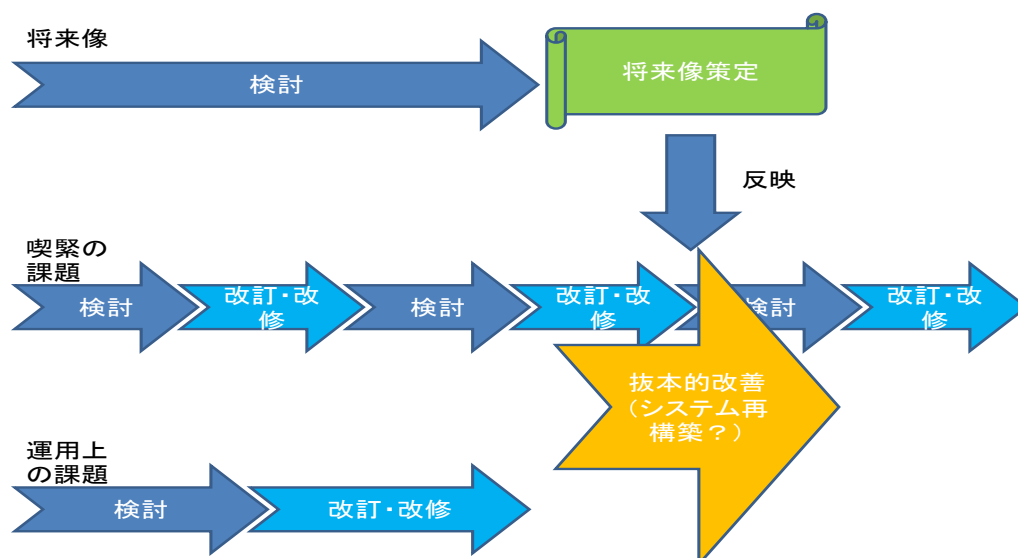 将来像
検討
将来像策定
反映
喫緊の
課題
検討
改訂・改
修
検討
改訂・改
修
検討
改訂・改
修
抜本的改善
（システム再
構築？）
運用上
の課題
検討
改訂・改修